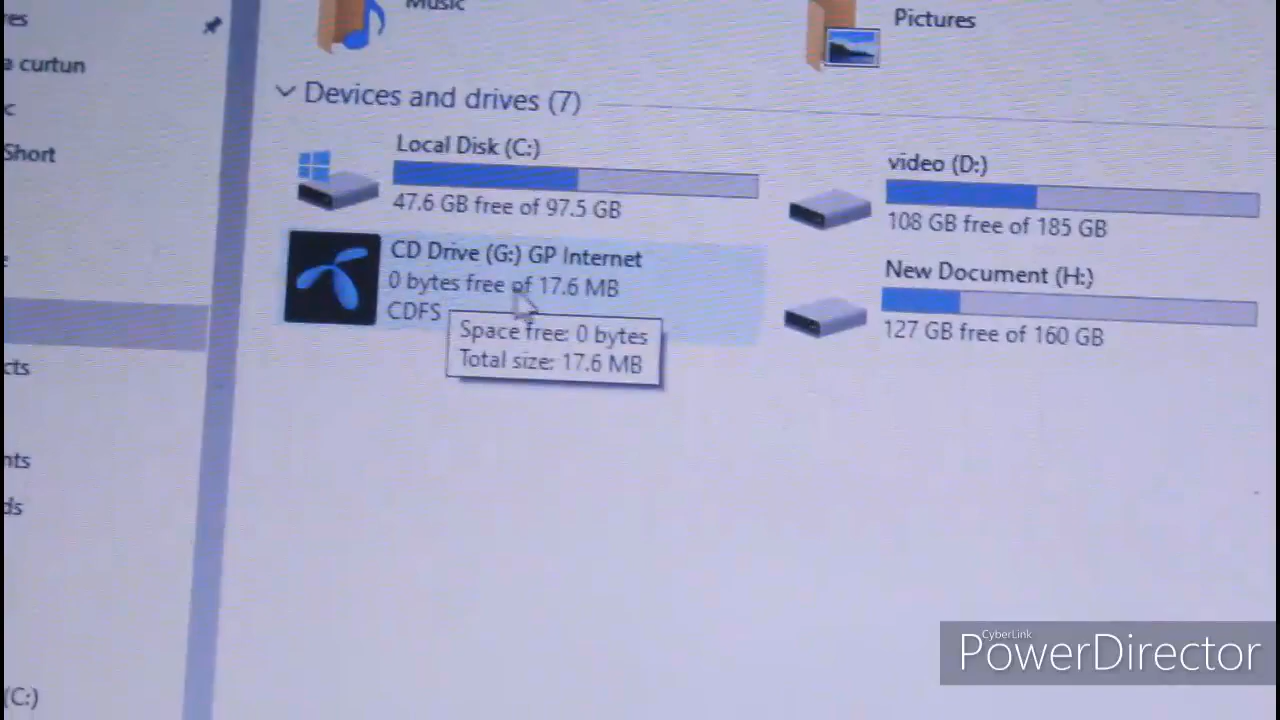 res
Music
Pictures
a curtun
Devices and drives (7)
c
Short
Local Disk (C:)
47.6 GB free of 97.5 GB
video (D:)
108 GB free of 185 GB
CD Drive (G:) GP Internet
0 bytes free of 17.6 MB
CDFS
Space free: 0 bytes
Total size: 17.6 MB
New Document (H:)
127 GB free of 160 GB
cts
nts
ds
(C:)
CyberLink
PowerDirector